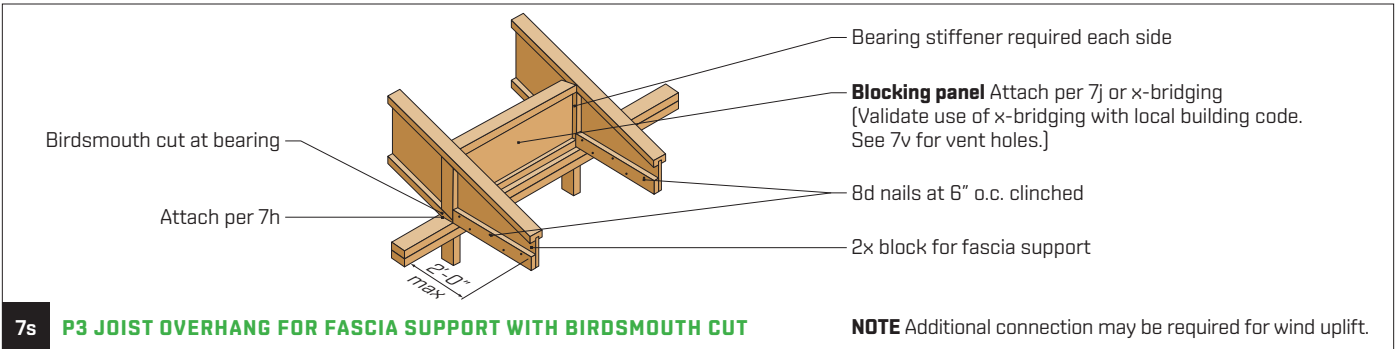 Bearing stiffener required each side
Blocking panel Attach per 7j or x-bridging
(Validate use of x-bridging with local building code.
See 7v for vent holes.)
Birdsmouth cut at bearing
8d nails at 6" o.c. clinched
Attach per 7h
2x block for fascia support
2'-0"
max
7s P3 JOIST OVERHANG FOR FASCIA SUPPORT WITH BIRDSMOUTH CUT
NOTE Additional connection may be required for wind uplift.